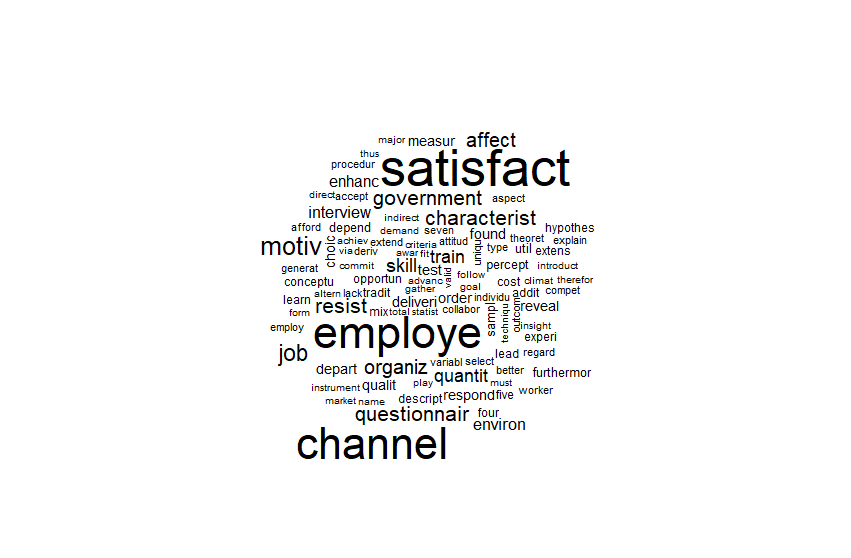 major measur affect
thus
satisfact
procedur
enhanc
direct accept government aspect
interview indirect characterist
afford depend demand seven found hypothes
motiv choic achiev extend criteria attitud uniqu theoret explain
via deriv awar fit train type util extens
generat commit skill test valid follow percept introduct
conceptu opportun advanc goal cost climat therefor
learn altern lack tradit gather deliveri order individu addit compet
form resist mix total statist collabor sampl techniqu outcom reveal
employ employe insight
experi
job lead regard
depart organiz variabl select better furthermor
instrument qualit play quantit must
market name descript respond five worker
questionnair four
environ
channel